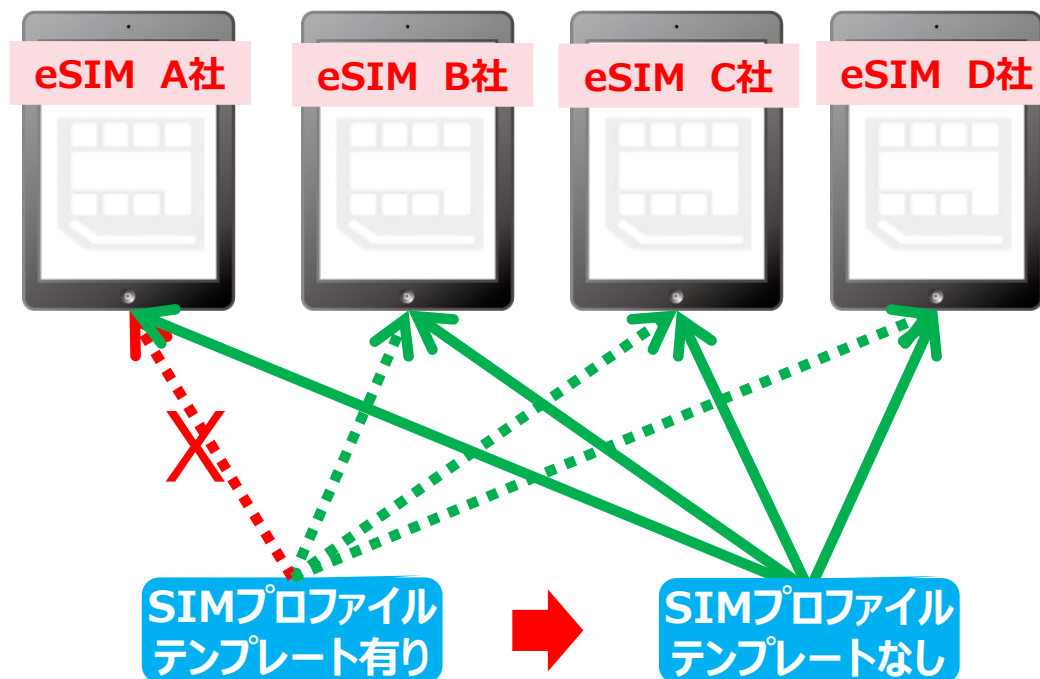 eSIM A社
eSIM B社
eSIM C社
eSIM D社
X
SIMプロファイル
テンプレート有り
SIMプロファイル
テンプレートなし